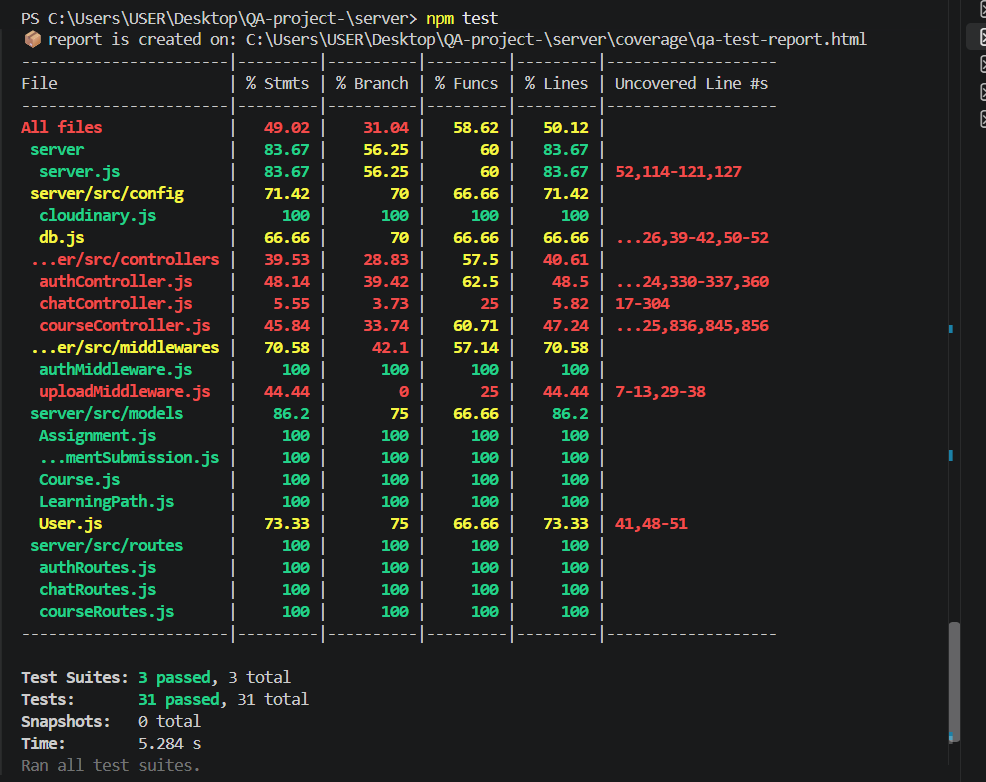 PS C:\Users\USER\Desktop\QA-project-\server> npm test
📦 report is created on: C:\Users\USER\Desktop\QA-project-\server\coverage\qa-test-report.html
-----------------------|---------|----------|---------|---------|-------------------
File                   | % Stmts | % Branch | % Funcs | % Lines | Uncovered Line #s
-----------------------|---------|----------|---------|---------|-------------------
All files              |   49.02 |    31.04 |   58.62 |   50.12 |
 server                |   83.67 |    56.25 |      60 |   83.67 |
  server.js            |   83.67 |    56.25 |      60 |   83.67 | 52,114-121,127
 server/src/config     |   71.42 |       70 |   66.66 |   71.42 |
  cloudinary.js        |     100 |      100 |     100 |     100 |
  db.js                |   66.66 |       70 |   66.66 |   66.66 | ...26,39-42,50-52
 ...er/src/controllers |   39.53 |    28.83 |    57.5 |   40.61 |
  authController.js    |   48.14 |    39.42 |    62.5 |    48.5 | ...24,330-337,360
  chatController.js    |    5.55 |     3.73 |      25 |    5.82 | 17-304
  courseController.js  |   45.84 |    33.74 |   60.71 |   47.24 | ...25,836,845,856
 ...er/src/middlewares |   70.58 |     42.1 |   57.14 |   70.58 |
  authMiddleware.js    |     100 |      100 |     100 |     100 |
  uploadMiddleware.js  |   44.44 |        0 |      25 |   44.44 | 7-13,29-38
 server/src/models     |    86.2 |       75 |   66.66 |    86.2 |
  Assignment.js        |     100 |      100 |     100 |     100 |
  ...mentSubmission.js |     100 |      100 |     100 |     100 |
  Course.js            |     100 |      100 |     100 |     100 |
  LearningPath.js      |     100 |      100 |     100 |     100 |
  User.js              |   73.33 |       75 |   66.66 |   73.33 | 41,48-51
 server/src/routes     |     100 |      100 |     100 |     100 |
  authRoutes.js        |     100 |      100 |     100 |     100 |
  chatRoutes.js        |     100 |      100 |     100 |     100 |
  courseRoutes.js      |     100 |      100 |     100 |     100 |
-----------------------|---------|----------|---------|---------|-------------------
Test Suites: 3 passed, 3 total
Tests:       31 passed, 31 total
Snapshots:   0 total
Time:        5.284 s
Ran all test suites.